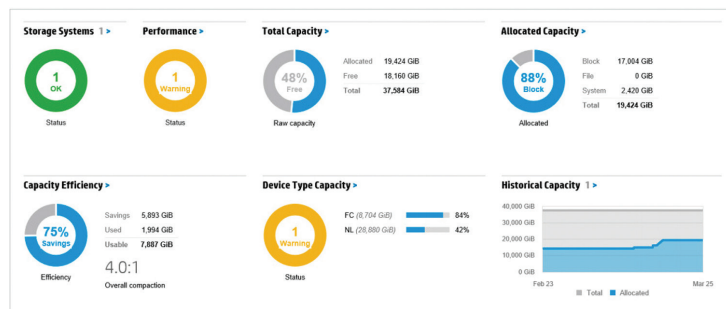 Storage Systems 1 >
1
OK
Status
Performance >
1
Warning
Status
Total Capacity >
48%
Free
Raw capacity
Allocated 19,424 GiB
Free 18,160 GiB
Total 37,584 GiB
Allocated Capacity >
88%
Block
Allocated
Block 17,004 GiB
File 0 GiB
System 2,420 GiB
Total 19,424 GiB
Capacity Efficiency >
75%
Savings
Efficiency
Savings 5,893 GiB
Used 1,994 GiB
Usable 7,887 GiB
4.0:1
Overall compaction
Device Type Capacity >
1
Warning
Status
FC (8,704 GiB) 84%
NL (28,880 GiB) 42%
Historical Capacity 1 >
40,000 GiB
30,000 GiB
20,000 GiB
10,000 GiB
0 GiB
Feb 23 Mar 25
Total Allocated